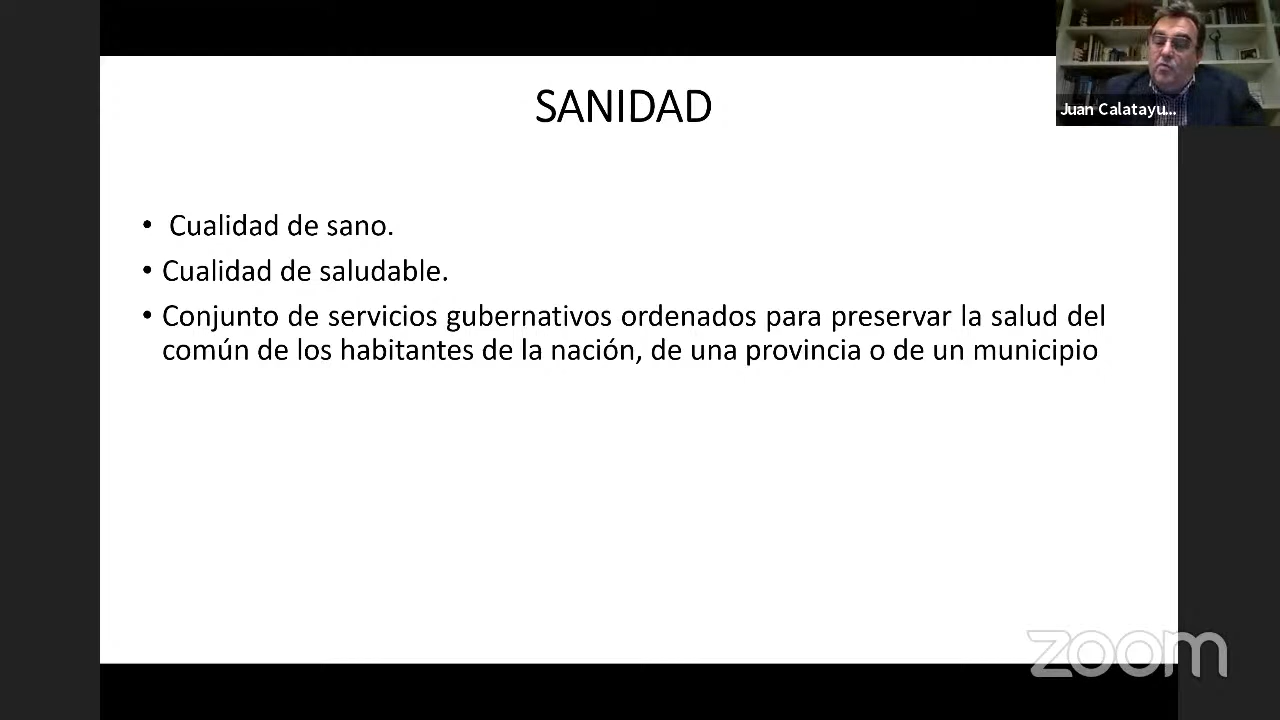 SANIDAD
Juan Calatayu...
• Cualidad de sano.
• Cualidad de saludable.
• Conjunto de servicios gubernativos ordenados para preservar la salud del
común de los habitantes de la nación, de una provincia o de un municipio
zoom